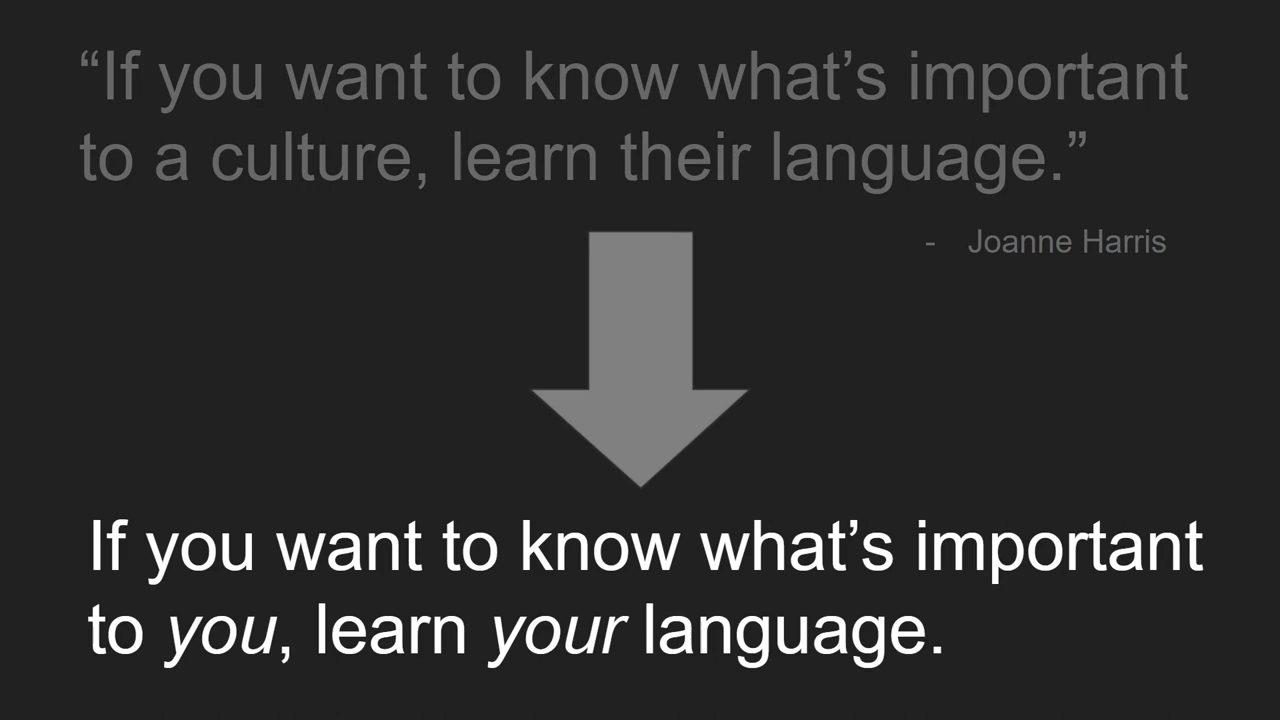 “If you want to know what’s important
to a culture, learn their language.”
- Joanne Harris
If you want to know what’s important
to you, learn your language.